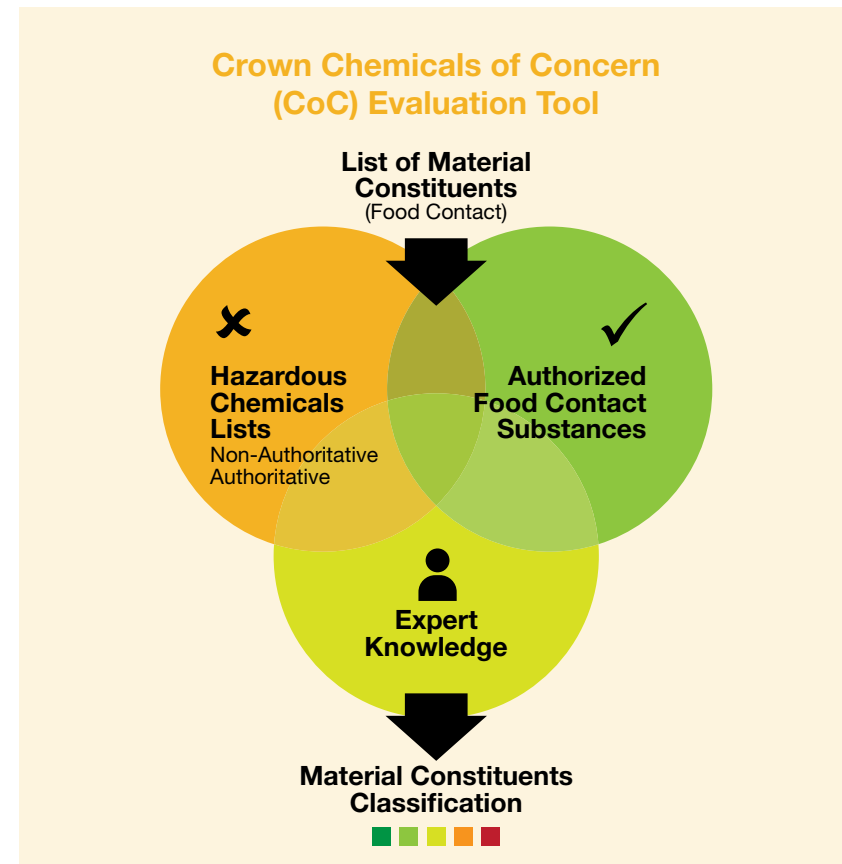 Crown Chemicals of Concern
(CoC) Evaluation Tool
List of Material
Constituents
(Food Contact)
Hazardous
Chemicals
Lists
Non-Authoritative
Authoritative
Authorized
Food Contact
Substances
Expert
Knowledge
Material Constituents
Classification